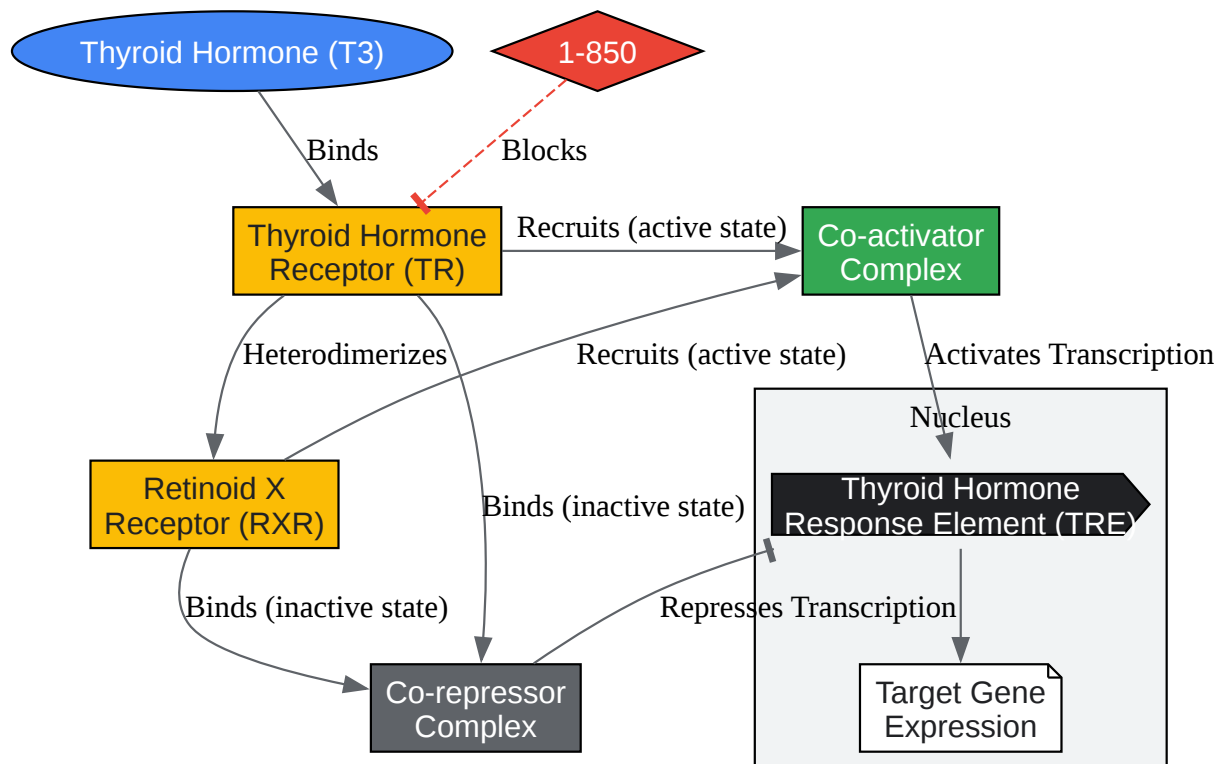 Thyroid Hormone (T3)
1-850
Binds
Blocks
Thyroid Hormone
Receptor (TR)
Recruits (active state)
Co-activator
Complex
Heterodimerizes
Recruits (active state)
Activates Transcription
Nucleus
Retinoid X
Receptor (RXR)
Binds (inactive state)
Thyroid Hormone
Response Element (TRE)
Binds (inactive state)
Represses Transcription
Co-repressor
Complex
Target Gene
Expression